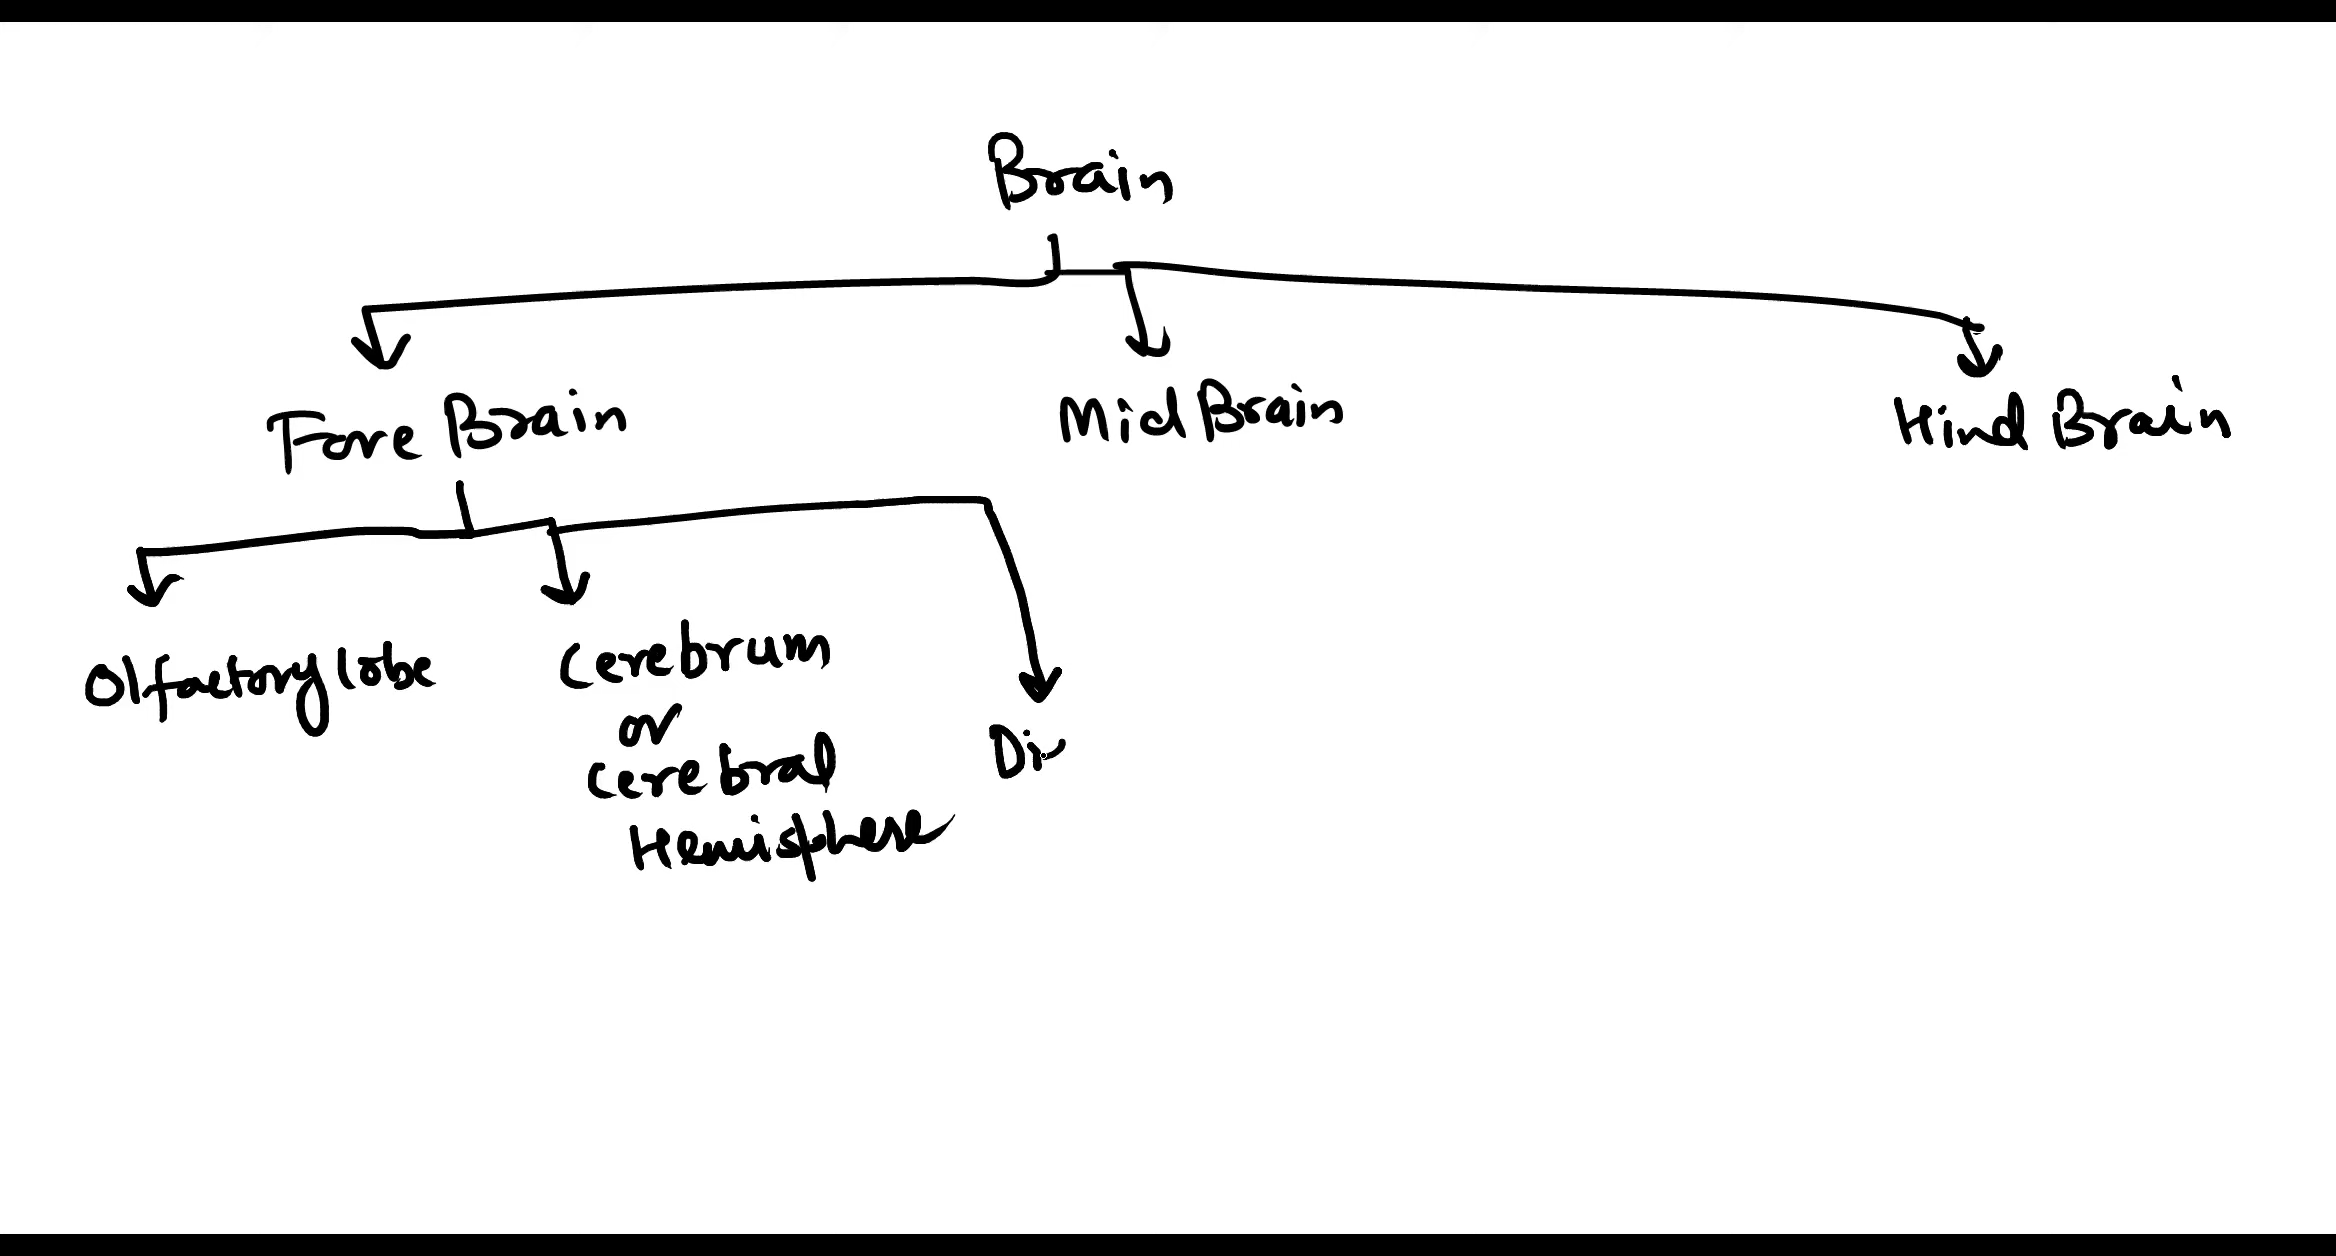 Brain
Fore Brain
Mid Brain
Hind Brain
Olfactory lobe
Cerebrum
or
Cerebral
Hemisphere
Di